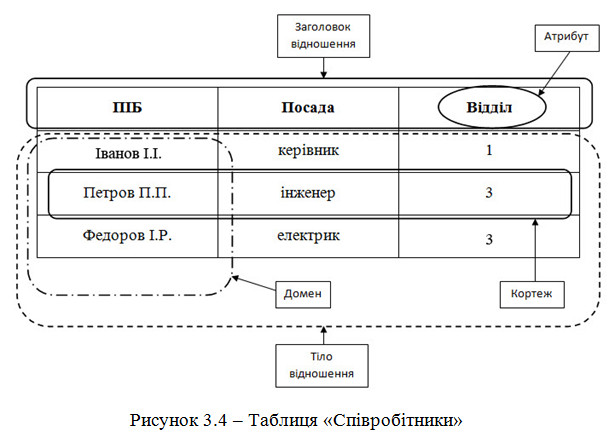 Заголовок
відношення
Атрибут
ПІБ Посада Відділ
Іванов І.І. керівник 1
Петров П.П. інженер 3
Федоров І.Р. електрик 3
Домен
Кортеж
Тіло
відношення
Рисунок 3.4 – Таблиця «Співробітники»